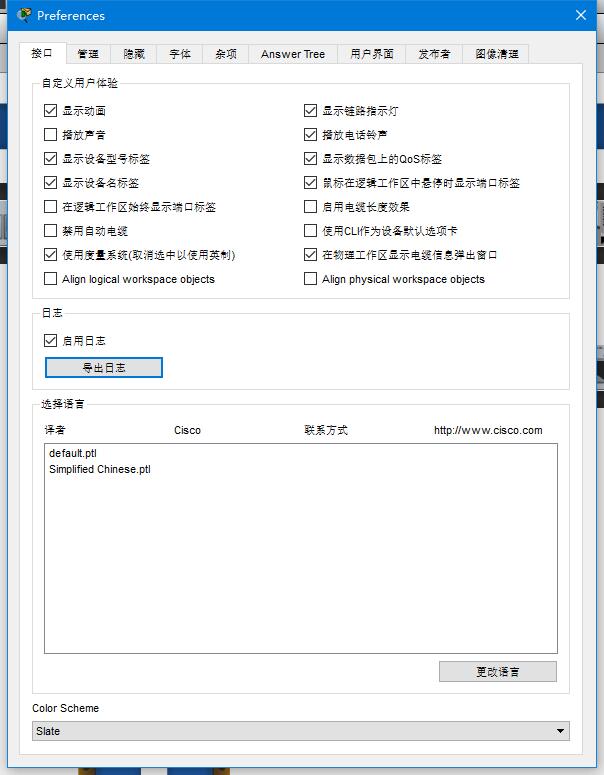 Preferences
接口 管理 隐藏 字体 杂项 Answer Tree 用户界面 发布者 图像清理
自定义用户体验
显示动画 显示链路指示灯
播放声音 播放电话铃声
显示设备型号标签 显示数据包上的QoS标签
显示设备名标签 鼠标在逻辑工作区中悬停时显示端口标签
在逻辑工作区始终显示端口标签 启用电缆长度效果
禁用自动电缆 使用CLI作为设备默认选项卡
使用度量系统(取消选中以使用英制) 在物理工作区显示电缆信息弹出窗口
Align logical workspace objects Align physical workspace objects
日志
启用日志
导出日志
选择语言
译者 Cisco 联系方式 http://www.cisco.com
default.ptl
Simplified Chinese.ptl
更改语言
Color Scheme
Slate